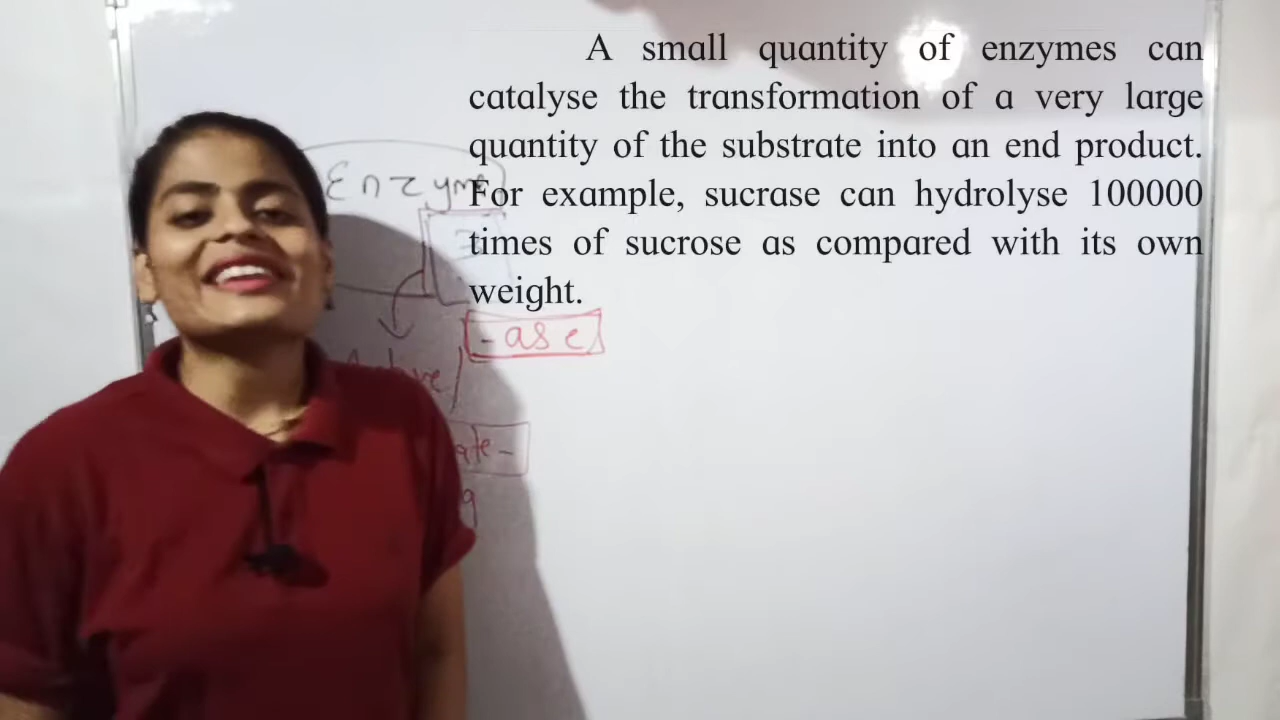 A small quantity of enzymes can
catalyse the transformation of a very large
quantity of the substrate into an end product.
For example, sucrase can hydrolyse 100000
times of sucrose as compared with its own
weight.
Enzyme
3
-ase